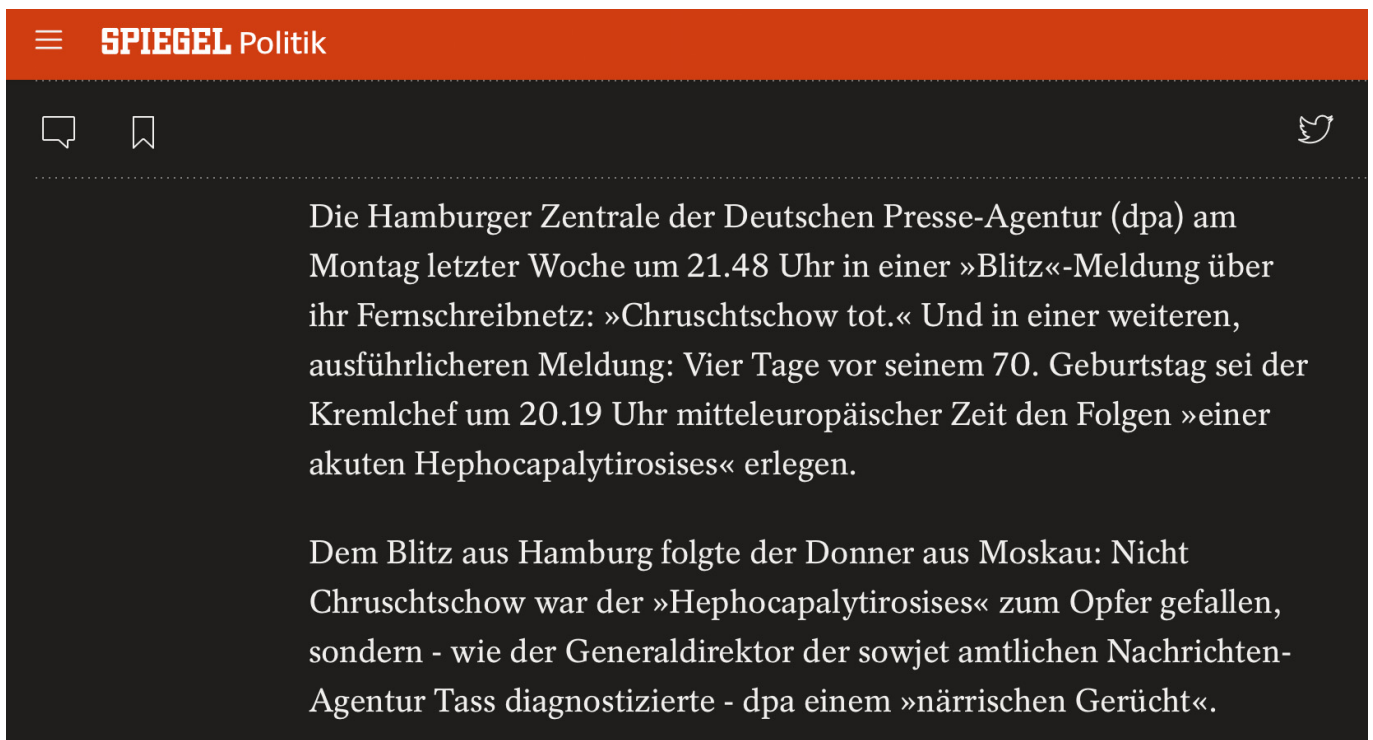 SPIEGEL Politik
Die Hamburger Zentrale der Deutschen Presse-Agentur (dpa) am
Montag letzter Woche um 21.48 Uhr in einer »Blitz«-Meldung über
ihr Fernschreibnetz: »Chruschtschow tot.« Und in einer weiteren,
ausführlicheren Meldung: Vier Tage vor seinem 70. Geburtstag sei der
Kremlchef um 20.19 Uhr mitteleuropäischer Zeit den Folgen »einer
akuten Hephocapalytirosises« erlegen.
Dem Blitz aus Hamburg folgte der Donner aus Moskau: Nicht
Chruschtschow war der »Hephocapalytirosises« zum Opfer gefallen,
sondern - wie der Generaldirektor der sowjet amtlichen Nachrichten-
Agentur Tass diagnostizierte - dpa einem »närrischen Gerücht«.